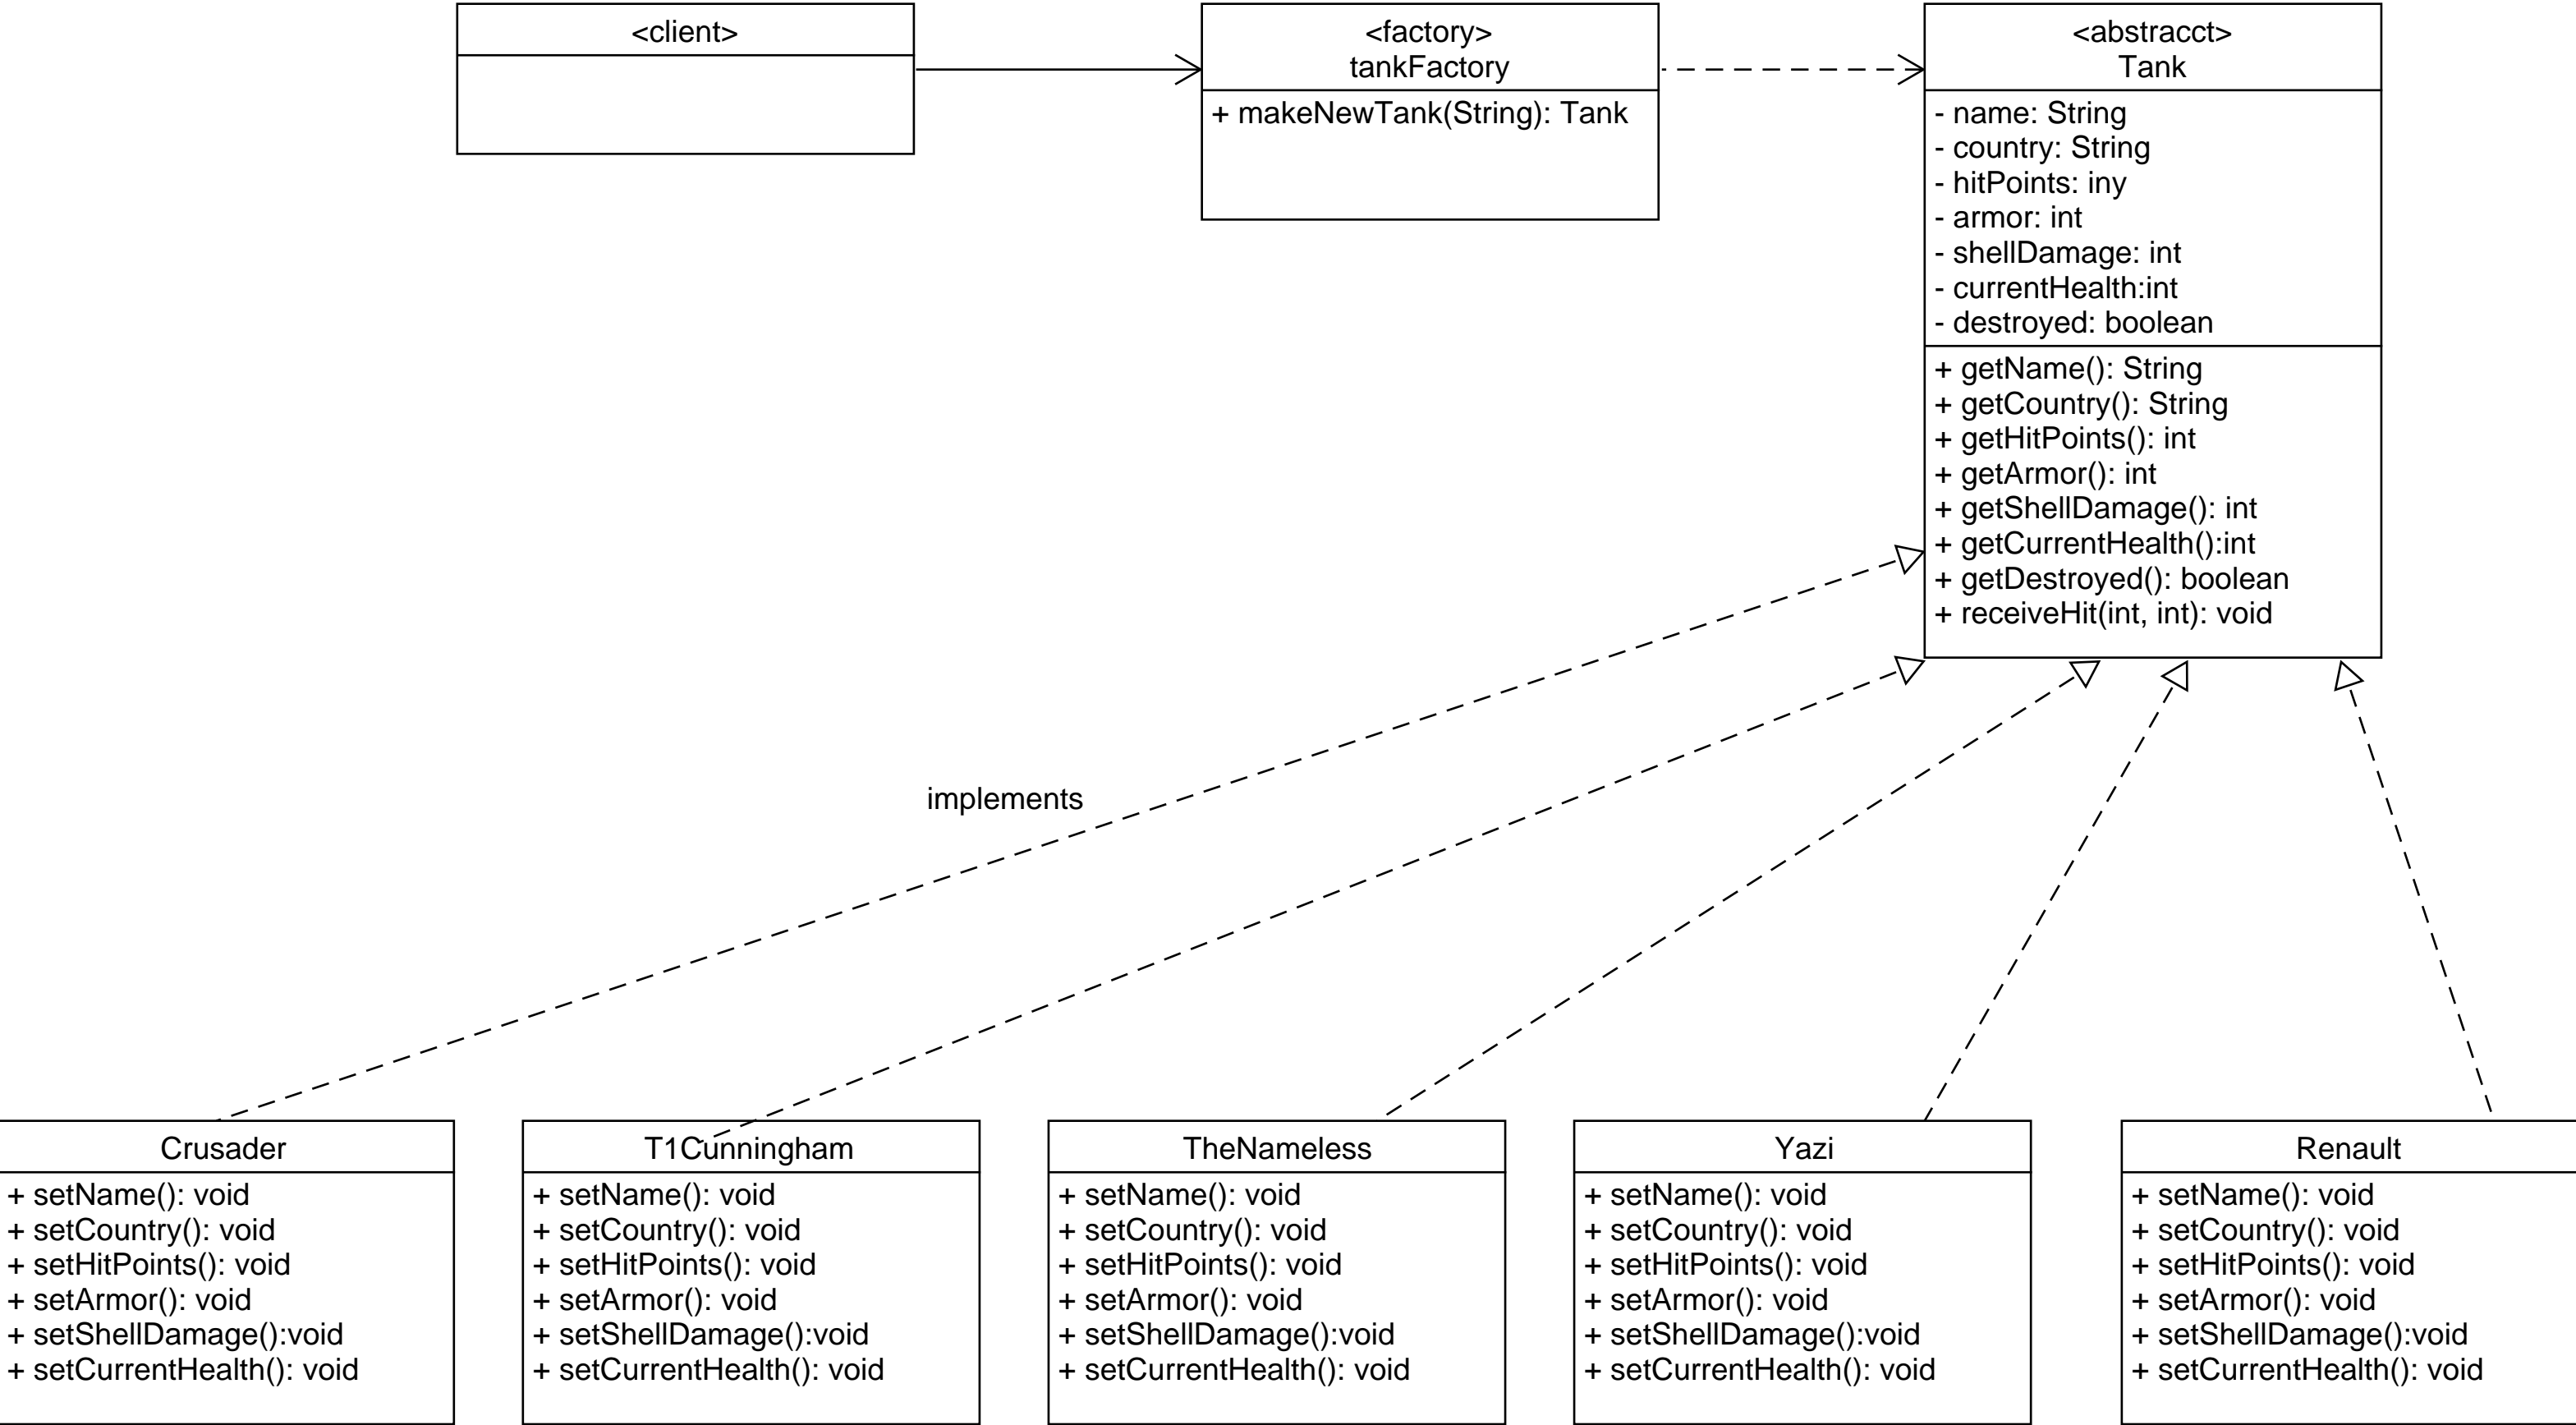 <client>
<factory>
tankFactory
+ makeNewTank(String): Tank
<abstracct>
Tank
- name: String
- country: String
- hitPoints: iny
- armor: int
- shellDamage: int
- currentHealth:int
- destroyed: boolean
+ getName(): String
+ getCountry(): String
+ getHitPoints(): int
+ getArmor(): int
+ getShellDamage(): int
+ getCurrentHealth():int
+ getDestroyed(): boolean
+ receiveHit(int, int): void
implements
Crusader
+ setName(): void
+ setCountry(): void
+ setHitPoints(): void
+ setArmor(): void
+ setShellDamage():void
+ setCurrentHealth(): void
T1Cunningham
+ setName(): void
+ setCountry(): void
+ setHitPoints(): void
+ setArmor(): void
+ setShellDamage():void
+ setCurrentHealth(): void
TheNameless
+ setName(): void
+ setCountry(): void
+ setHitPoints(): void
+ setArmor(): void
+ setShellDamage():void
+ setCurrentHealth(): void
Yazi
+ setName(): void
+ setCountry(): void
+ setHitPoints(): void
+ setArmor(): void
+ setShellDamage():void
+ setCurrentHealth(): void
Renault
+ setName(): void
+ setCountry(): void
+ setHitPoints(): void
+ setArmor(): void
+ setShellDamage():void
+ setCurrentHealth(): void